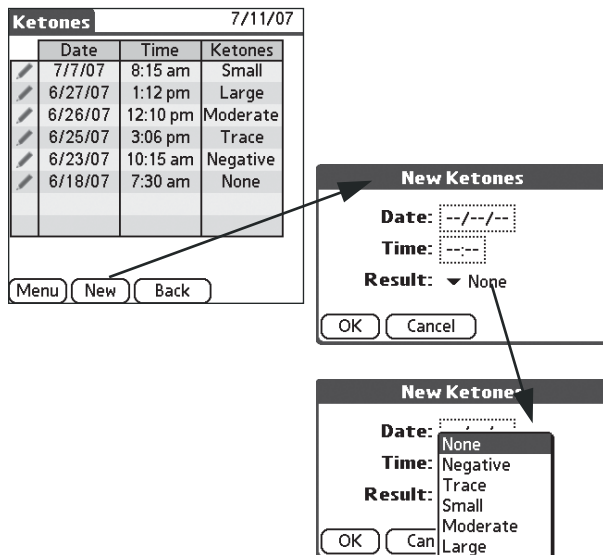 Ketones 7/11/07
Date Time Ketones
7/7/07 8:15 am Small
6/27/07 1:12 pm Large
6/26/07 12:10 pm Moderate
6/25/07 3:06 pm Trace
6/23/07 10:15 am Negative
6/18/07 7:30 am None
Menu New Back
New Ketones
Date: --/--/--
Time: --:--
Result: None
OK Cancel
New Ketones
Date:
None
Time: Negative
Trace
Result:
Small
Moderate
OK Can Large